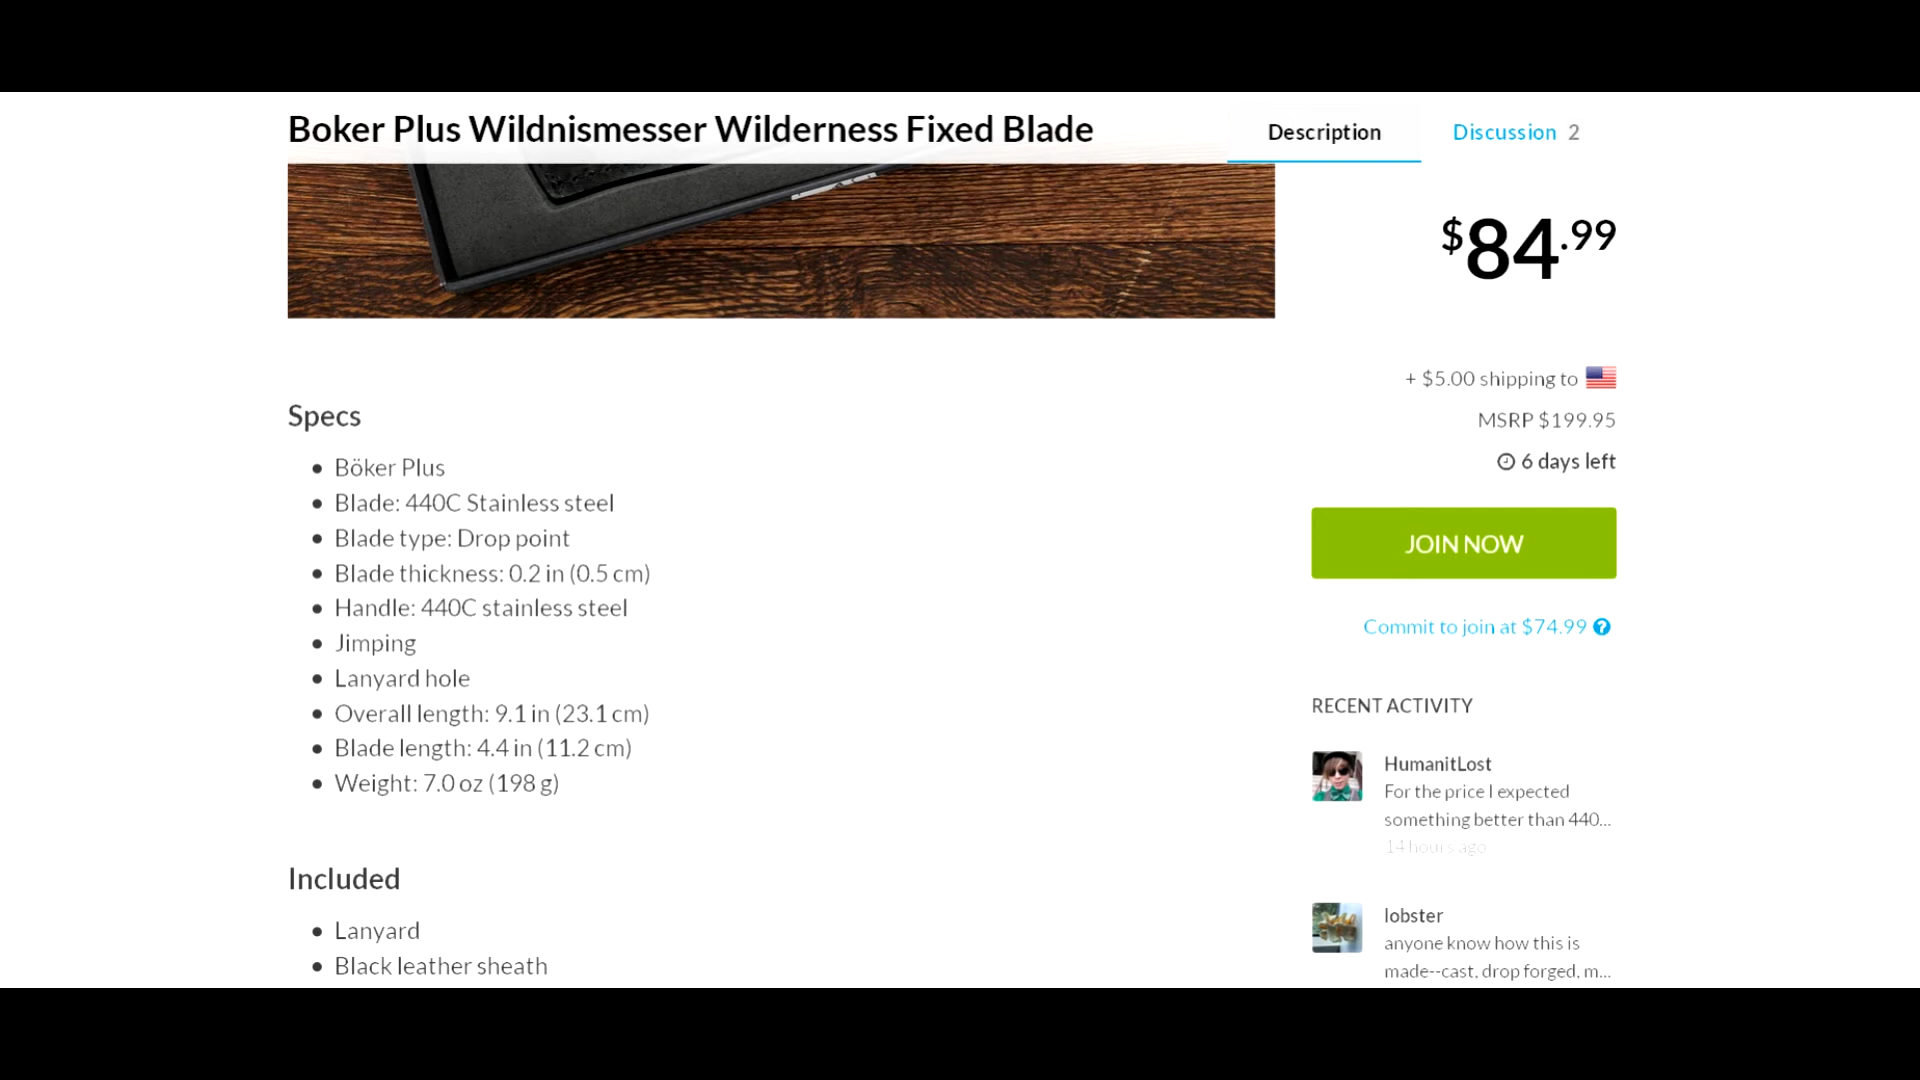 Boker Plus Wildnismesser Wilderness Fixed Blade
Description
Discussion 2
$84.99
+ $5.00 shipping to
MSRP $199.95
6 days left
JOIN NOW
Commit to join at $74.99 ?
Specs
• Böker Plus
• Blade: 440C Stainless steel
• Blade type: Drop point
• Blade thickness: 0.2 in (0.5 cm)
• Handle: 440C stainless steel
• Jimping
• Lanyard hole
• Overall length: 9.1 in (23.1 cm)
• Blade length: 4.4 in (11.2 cm)
• Weight: 7.0 oz (198 g)
Included
• Lanyard
• Black leather sheath
RECENT ACTIVITY
HumanitLost
For the price I expected
something better than 440...
14 hours ago
lobster
anyone know how this is
made--cast, drop forged, m...